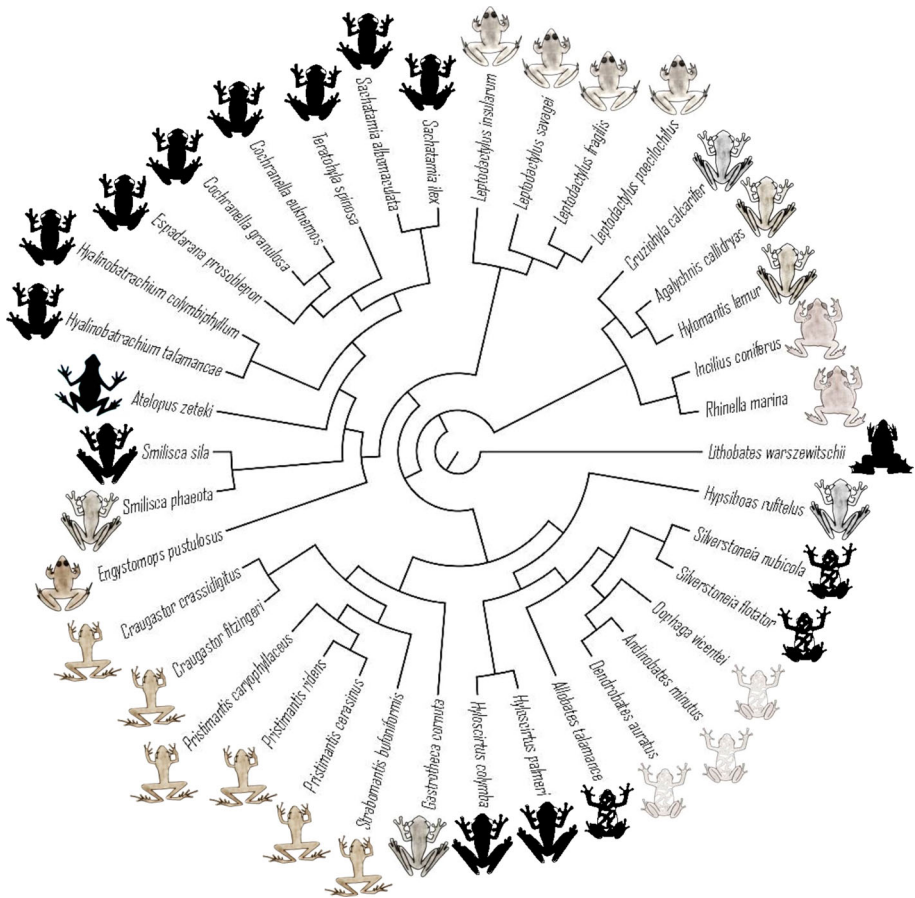 Leptodactylus insularum
Leptodactylus savagei
Leptodactylus fragilis
Leptodactylus poecilochilus
Cruziohyla calcarifer
Agalychnis callidryas
Hylomantis lemur
Incilius coniferus
Rhinella marina
Lithobates warszewitschii
Hypsiboas rufitelus
Silverstoneia nubicola
Silverstoneia flotator
Oophaga vicentei
Andinobates minutus
Dendrobates auratus
Allobates talamance
Hyloscirtus palmeri
Hyloscirtus colymba
Gastrotheca cornuta
Strabomantis bufoniformis
Pristimantis cerasinus
Pristimantis ridens
Pristimantis caryophyllaceus
Craugastor fitzingeri
Craugastor crassidigitus
Engystomops pustulosus
Smilisca phaeota
Smilisca sila
Atelopus zeteki
Hyalinobatrachium talamancae
Hyalinobatrachium colymbiphyllum
Espadarana prosoblepon
Cochranella granulosa
Cochranella euknemos
Teratohyla spinosa
Sachatamia albomaculata
Sachatamia ilex